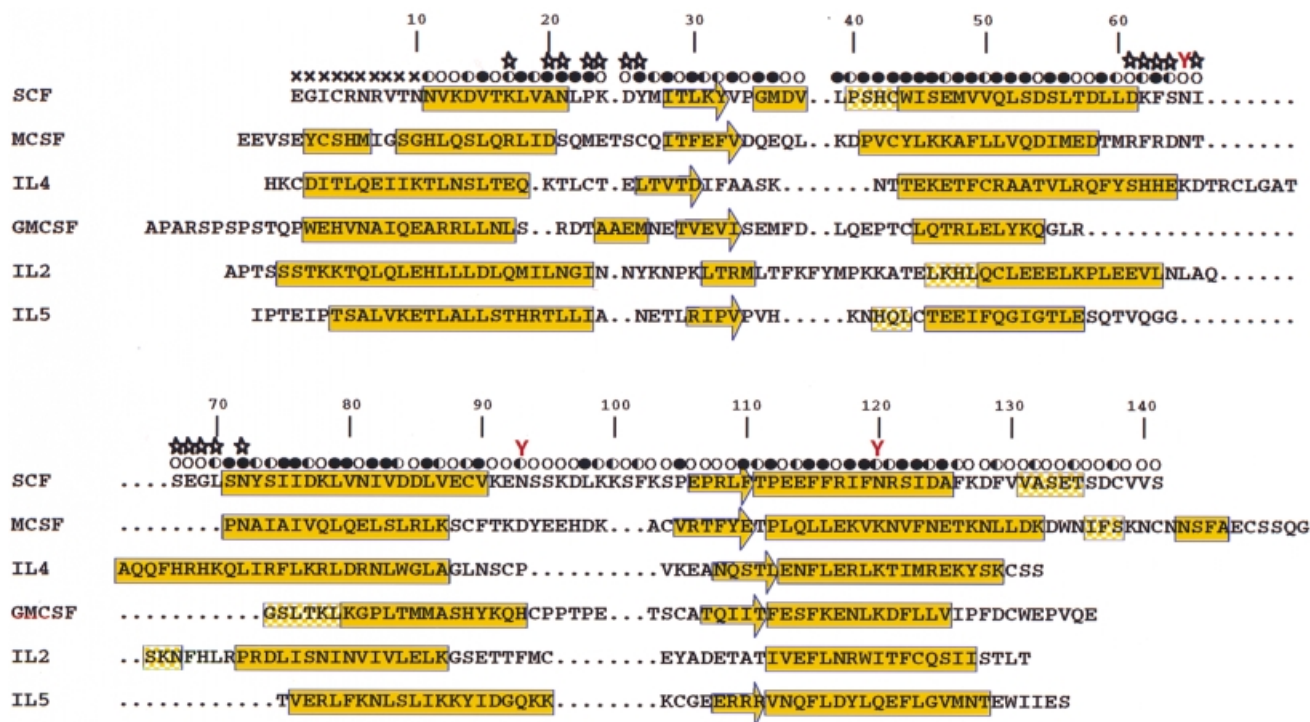 10 20 30 40 50 60
Y
xxxxxxxxxx
SCF EGICRNRVTNNVKDVTKLVANLPK.DYMITLKYVPGMDV..LPSHCWISEMVVQLSDSLTDLLDKFSNI.......
MCSF EEVSEYCSHMIGSGHLQSLQRLIDSQMETSCQITFEFVDQEQL..KDPVCYLKKAFLLVQDIMEDTMRFRDNT.......
IL4 HKCDITLQEIIKTLNSLTEQ.KTLCT.ELTVTDIFAASK......NTTEKETFCRAATVLRQFYSHHEKDTRCLGAT
GMCSF APARSPSPSTQPWEHVNAIQEARRLLNLS..RDTAAEMNETVEVISEMFD.LQEPTCLQTRLELYKQGLR................
IL2 APTSSSTKKTQLQLEHLLLDLQMILNGIN.NYKNPKLTRMLTFKFYMPKKATELKHLQCLEEELKPLEEVLNLAQ......
IL5 IPTEIPTSALVKETLALLSTHRTLLIA..NETLRIPVPVH......KNHQLCTEEIFQGIGTLESQTVQGG.........
70 80 90 100 110 120 130 140
Y Y
SCF ....SEGLSNYSIIDKLVNIVDDLVECVKENSSKDLKKSFKSPEPRLFTPEEFFRIFNRSIDAFKDFVVASETSDCVVS
MCSF ........PNAIAIVQLQELSLRLKSCFTKDYEEHDK...ACVRTFYETPLQLLEKVKNVFNETKNLLDKDWNIFSKNCNNSFAECSSQG
IL4 AQQFHRHKQLIRFLKRLDRNLWGLAGLNSCP..........VKEANQSTLENFLERLKTIMREKYSKCSS
GMCSF ...........GSLTKLKGPLTMMASHYKQHCPPTPE...TSCATQIITFESFKENLKDFLLVIPFDCWEPVQE
IL2 ..SKNFHLRPRDLISNINVIVLELKGSETTFMC........EYADETATIVEFLNRWITFCQSIISTLT
IL5 ............TVERLFKNLSLIKKYIDGQKK........KCGEERRRVNQFLDYLQEFLGVMNTEWIIES